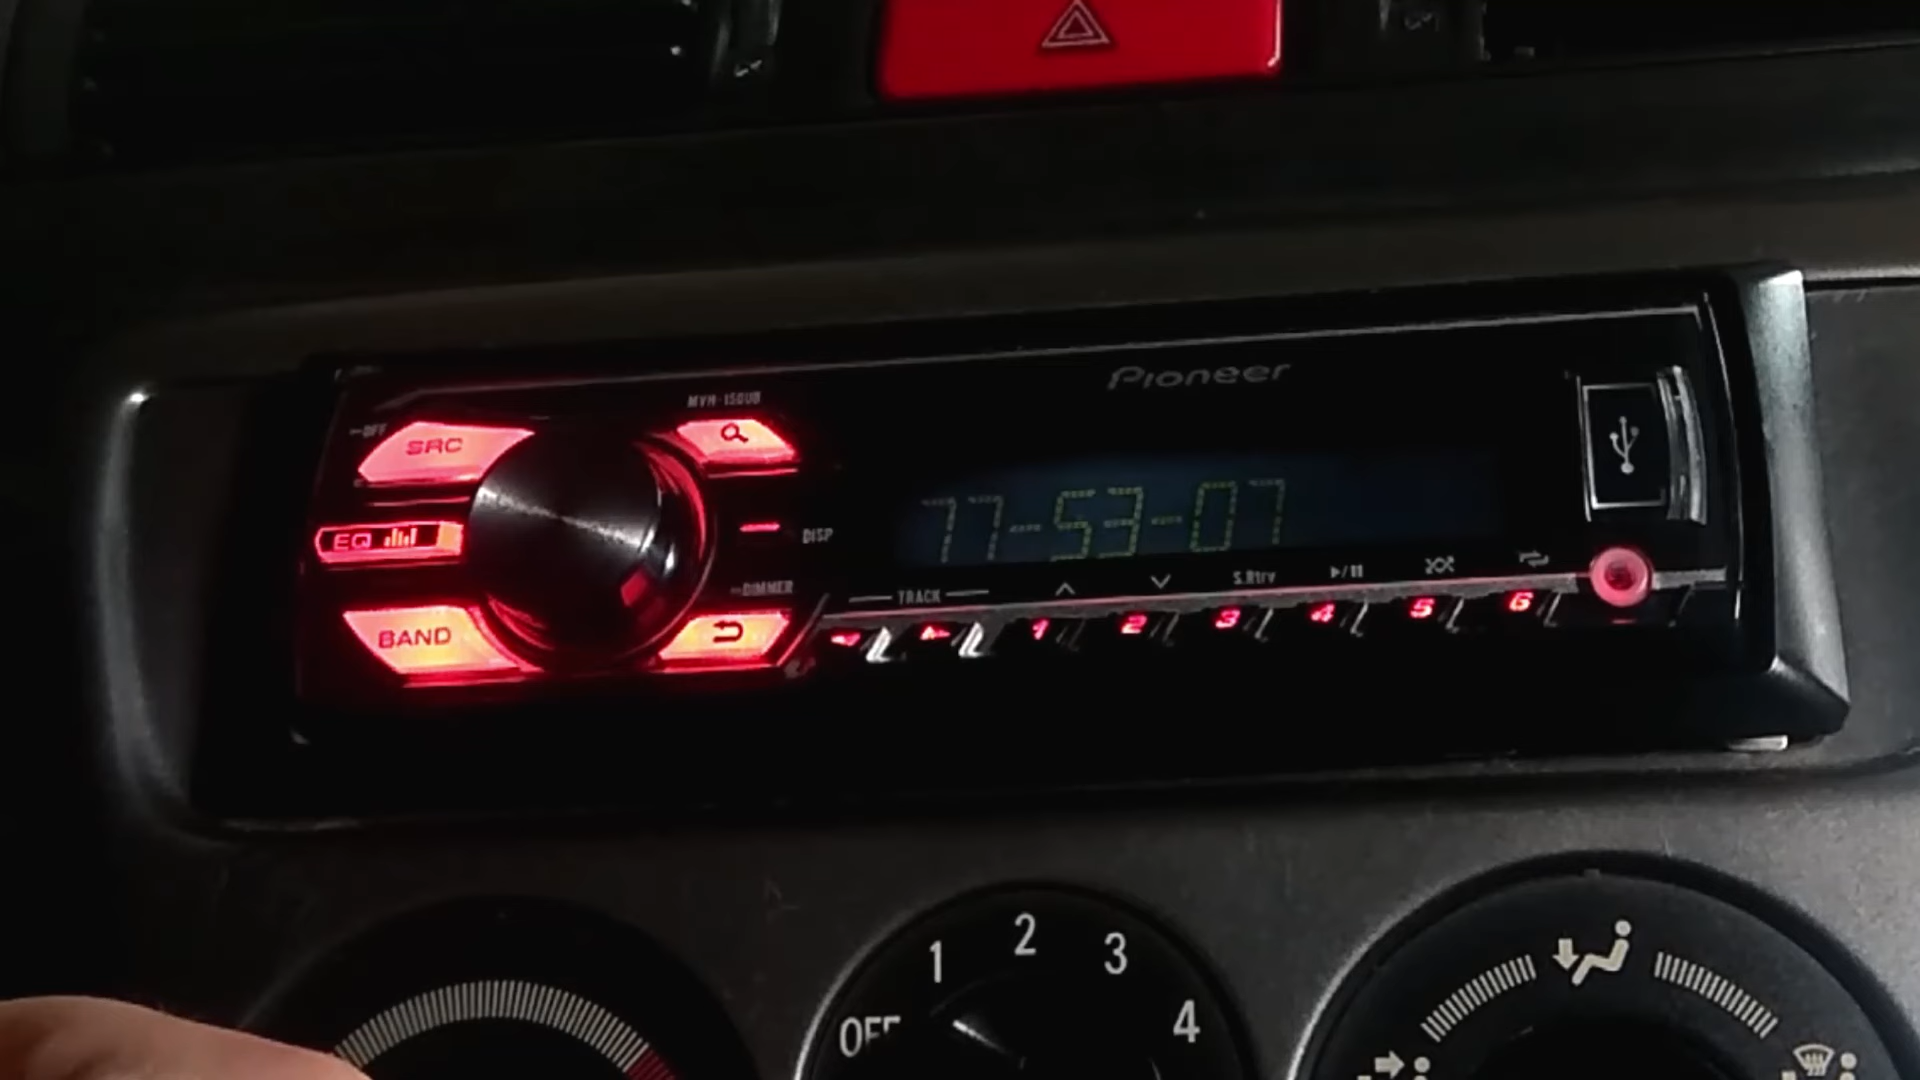 Pioneer
MVH-150UB
OFF
SRC
EQ
DISP
77-53-07
DIMMER
BAND
TRACK
S.Rtrv
1 2 3 4 5 6
OFF 1 2 3 4